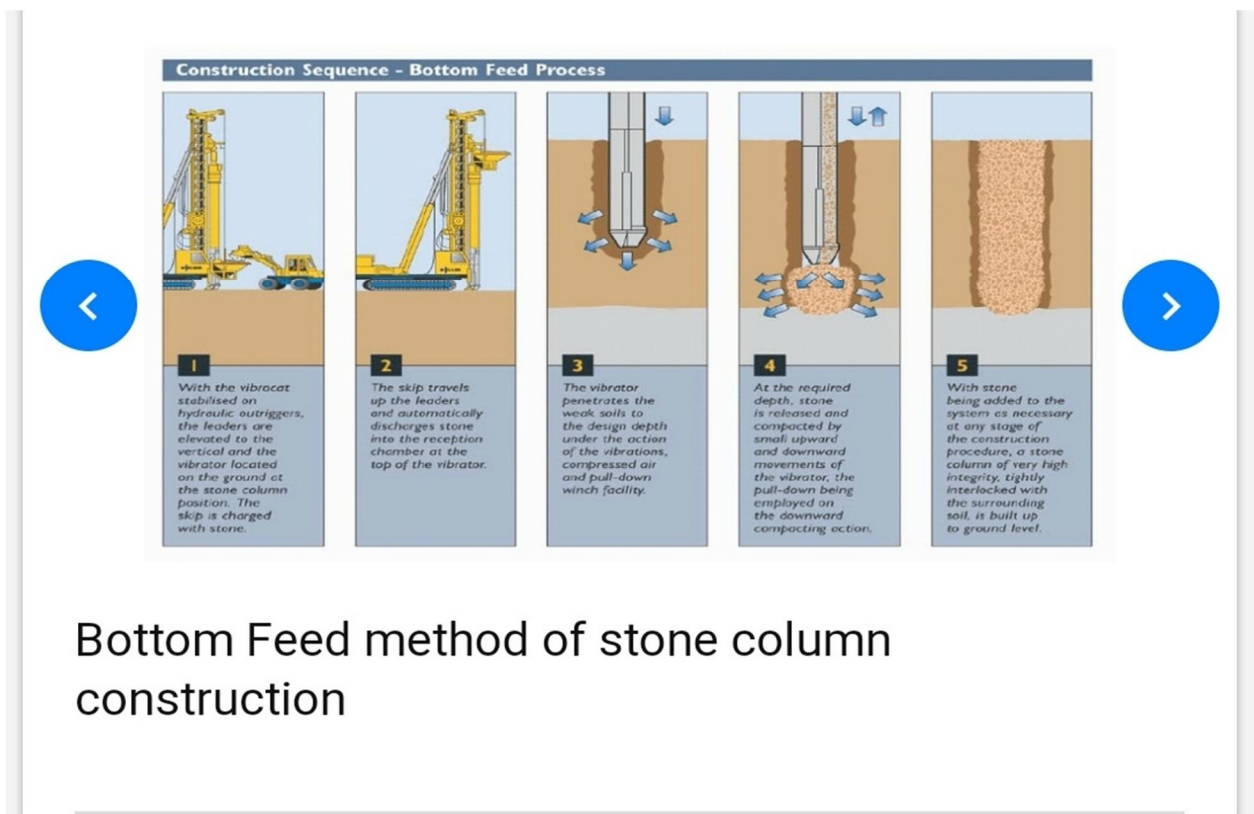 Construction Sequence - Bottom Feed Process
1
With the vibrocat
stabilised on
hydraulic outriggers,
the leaders are
elevated to the
vertical and the
vibrator located
on the ground at
the stone column
position. The
skip is charged
with stone.
2
The skip travels
up the leaders
and automatically
discharges stone
into the reception
chamber at the
top of the vibrator.
3
The vibrator
penetrates the
weak soils to
the design depth
under the action
of the vibrations,
compressed air
and pull-down
winch facility.
4
At the required
depth, stone
is released and
compacted by
small upward
and downward
movements of
the vibrator, the
pull-down being
employed on
the downward
compacting action.
5
With stone
being added to the
system as necessary
at any stage of
the construction
procedure, a stone
column of very high
integrity, tightly
interlocked with
the surrounding
soil, is built up
to ground level.
Bottom Feed method of stone column
construction